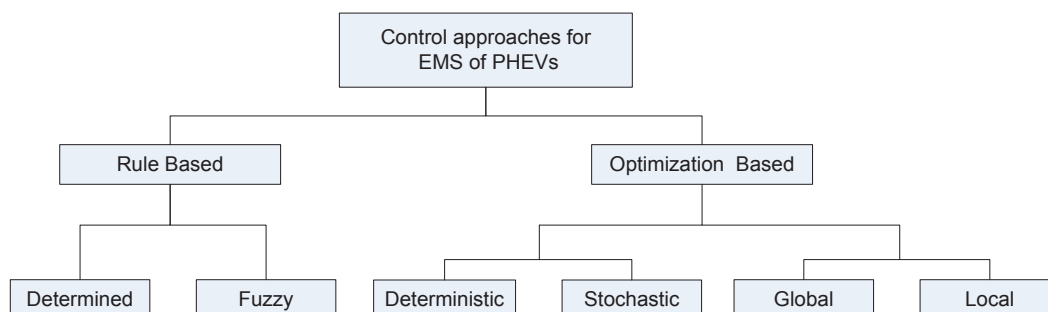 Control approaches for
EMS of PHEVs
Rule Based
Optimization Based
Determined
Fuzzy
Deterministic
Stochastic
Global
Local